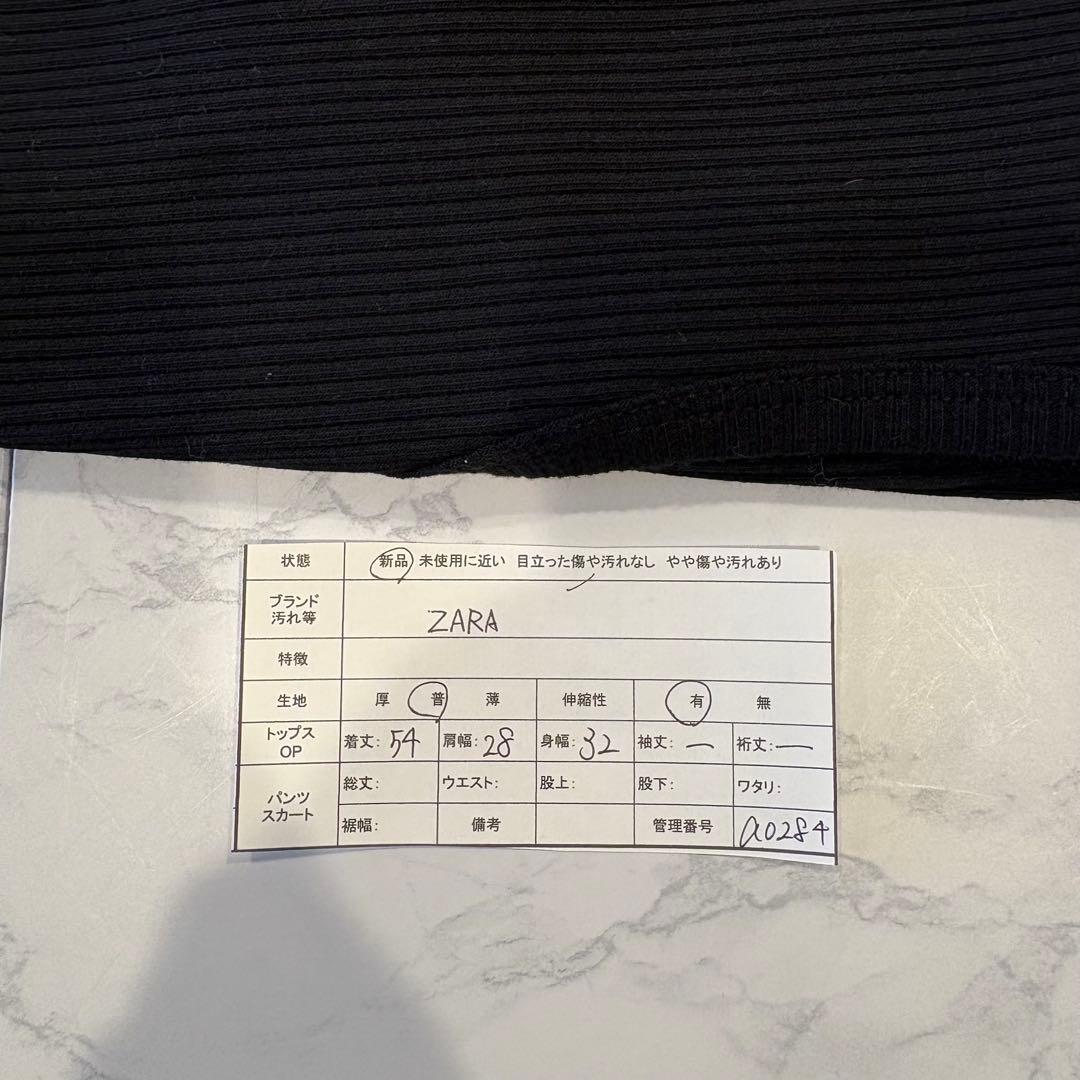 状態 新品 未使用に近い 目立った傷や汚れなし やや傷や汚れあり
ブランド
汚れ等 ZARA
特徴
生地 厚 普 薄 伸縮性 有 無
トップス
OP 着丈: 54 肩幅: 28 身幅: 32 袖丈: ー 裄丈: ー
パンツ
スカート 総丈: ウエスト: 股上: 股下: ワタリ:
裾幅: 備考 管理番号 a0284